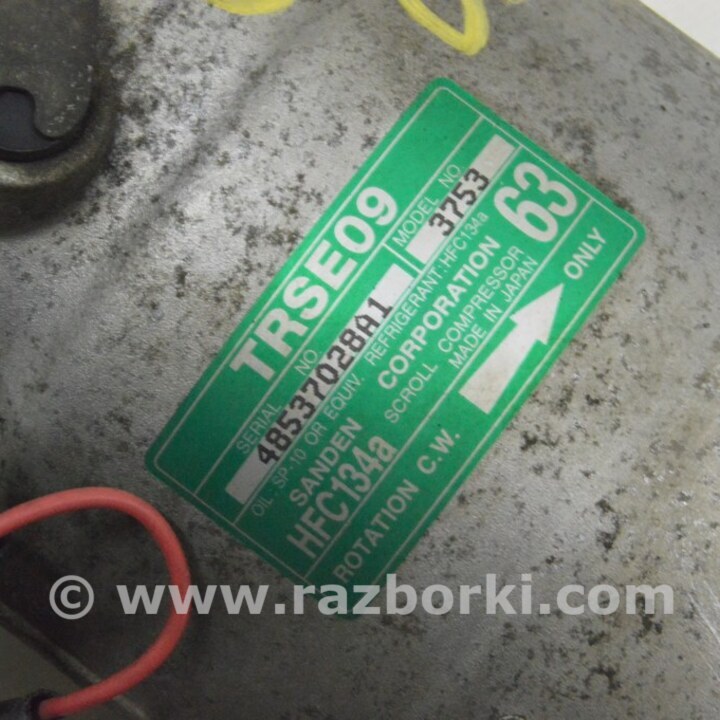 TRSE09
MODEL NO
SERIAL NO 3753 63
48537028A1
OIL : SP-10 OR EQUIV. REFRIGERANT : HFC134a
SANDEN CORPORATION
HFC134a SCROLL COMPRESSOR
MADE IN JAPAN
ROTATION C.W. ONLY
© www.razborki.com